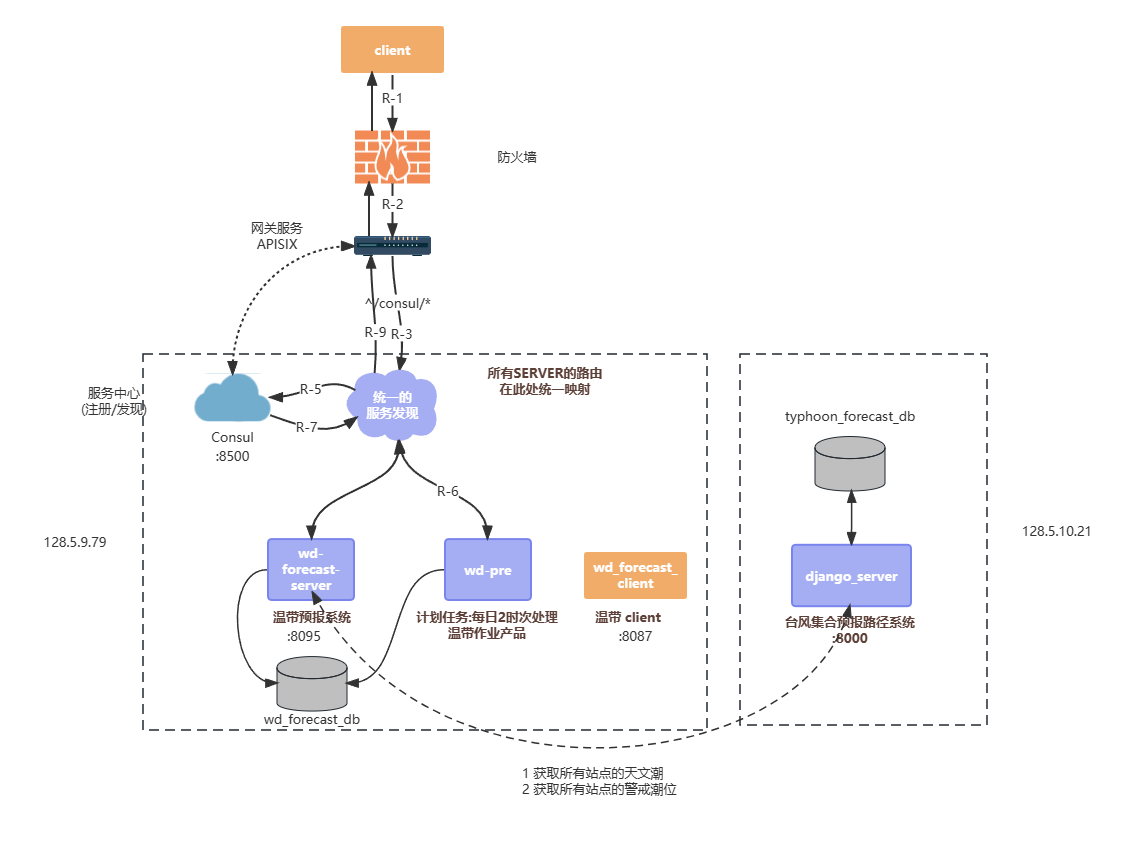 client
R-1
防火墙
R-2
网关服务
APISIX
^/consul/*
R-9
R-3
所有SERVER的路由
在此处统一映射
服务中心
(注册/发现)
R-5
统一的
服务发现
R-7
Consul
:8500
typhoon_forecast_db
R-6
128.5.9.79
128.5.10.21
wd-
forecast-
server
wd-pre
wd_forecast_
client
django_server
温带预报系统
:8095
计划任务:每日2时次处理
温带作业产品
温带 client
:8087
台风集合预报路径系统
:8000
wd_forecast_db
1 获取所有站点的天文潮
2 获取所有站点的警戒潮位